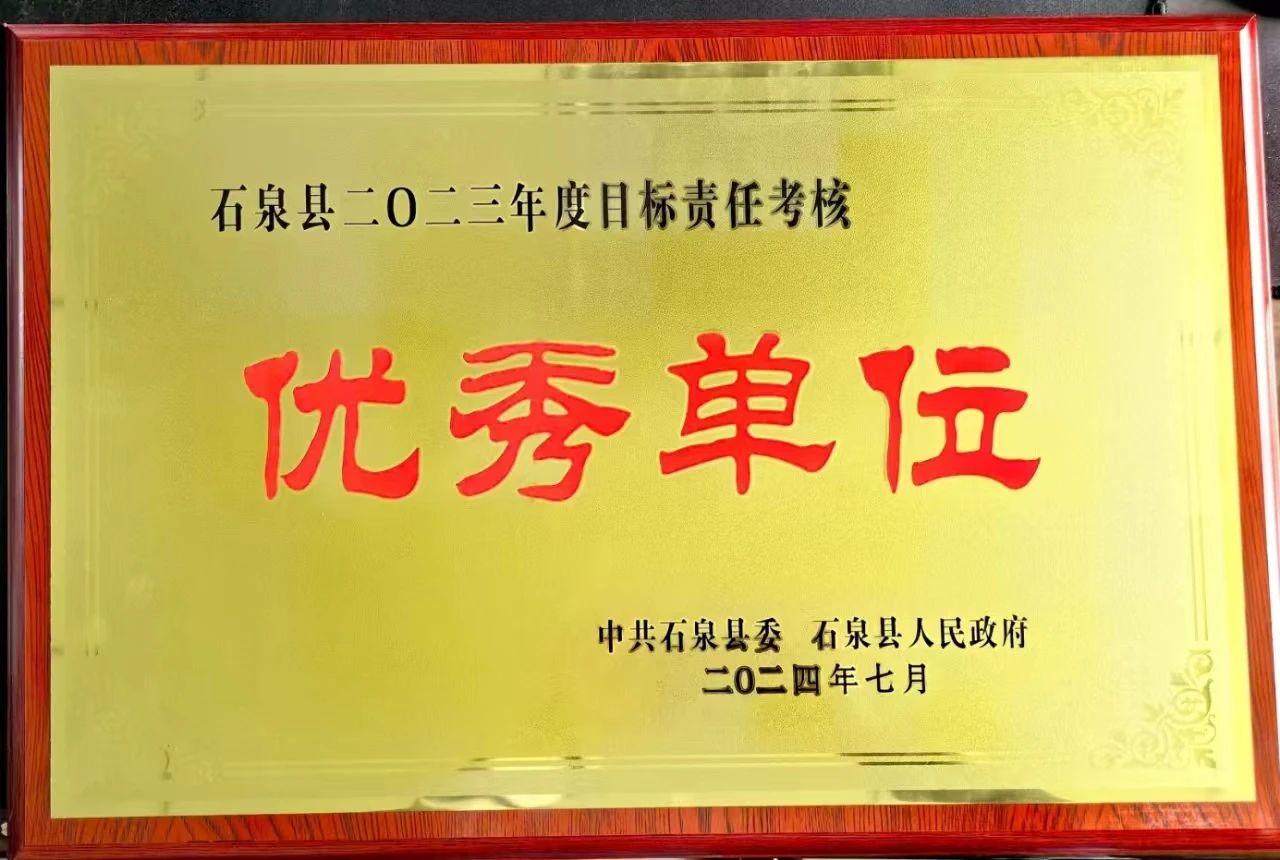 石泉县二〇二三年度目标责任考核
优秀单位
中共石泉县委 石泉县人民政府
二〇二四年七月